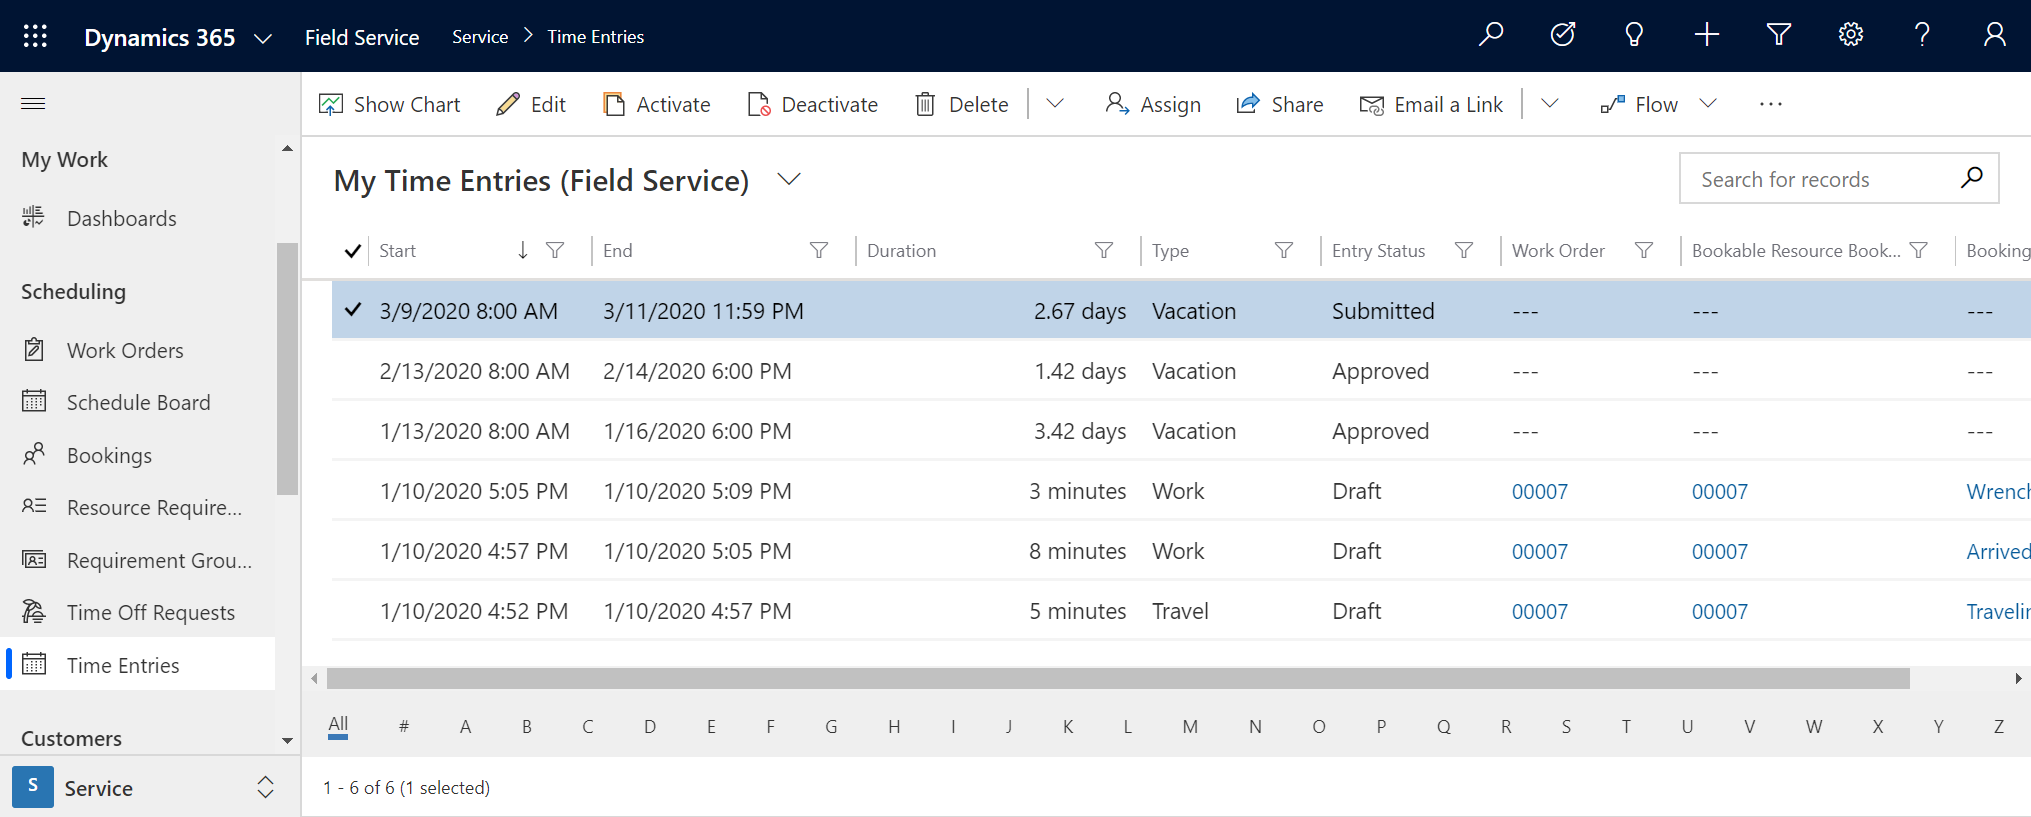 Dynamics 365 Field Service Service > Time Entries
Show Chart Edit Activate Deactivate Delete Assign Share Email a Link Flow ...
My Work
Dashboards
Scheduling
Work Orders
Schedule Board
Bookings
Resource Require...
Requirement Grou...
Time Off Requests
Time Entries
Customers
S Service
My Time Entries (Field Service)
Search for records
Start End Duration Type Entry Status Work Order Bookable Resource Book... Booking
3/9/2020 8:00 AM 3/11/2020 11:59 PM 2.67 days Vacation Submitted --- --- ---
2/13/2020 8:00 AM 2/14/2020 6:00 PM 1.42 days Vacation Approved --- --- ---
1/13/2020 8:00 AM 1/16/2020 6:00 PM 3.42 days Vacation Approved --- --- ---
1/10/2020 5:05 PM 1/10/2020 5:09 PM 3 minutes Work Draft 00007 00007 Wrench
1/10/2020 4:57 PM 1/10/2020 5:05 PM 8 minutes Work Draft 00007 00007 Arrived
1/10/2020 4:52 PM 1/10/2020 4:57 PM 5 minutes Travel Draft 00007 00007 Travelin
All # A B C D E F G H I J K L M N O P Q R S T U V W X Y Z
1 - 6 of 6 (1 selected)